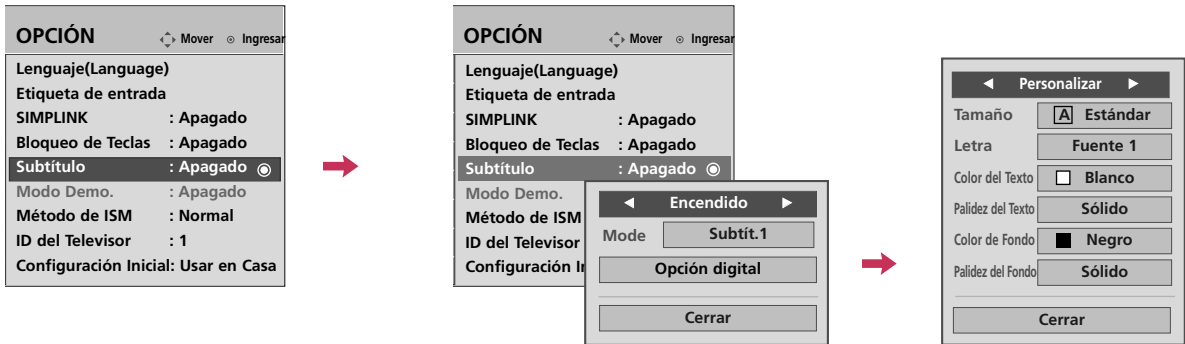 OPCIÓN Mover Ingresar
Lenguaje(Language)
Etiqueta de entrada
SIMPLINK : Apagado
Bloqueo de Teclas : Apagado
Subtítulo : Apagado
Modo Demo. : Apagado
Método de ISM : Normal
ID del Televisor : 1
Configuración Inicial: Usar en Casa
OPCIÓN Mover Ingresar
Lenguaje(Language)
Etiqueta de entrada
SIMPLINK : Apagado
Bloqueo de Teclas : Apagado
Subtítulo : Apagado
Modo Demo.
Método de ISM
ID del Televisor
Configuración
Encendido
Mode Subtít.1
Opción digital
Cerrar
Personalizar
Tamaño A Estándar
Letra Fuente 1
Color del Texto Blanco
Palidez del Texto Sólido
Color de Fondo Negro
Palidez del Fondo Sólido
Cerrar